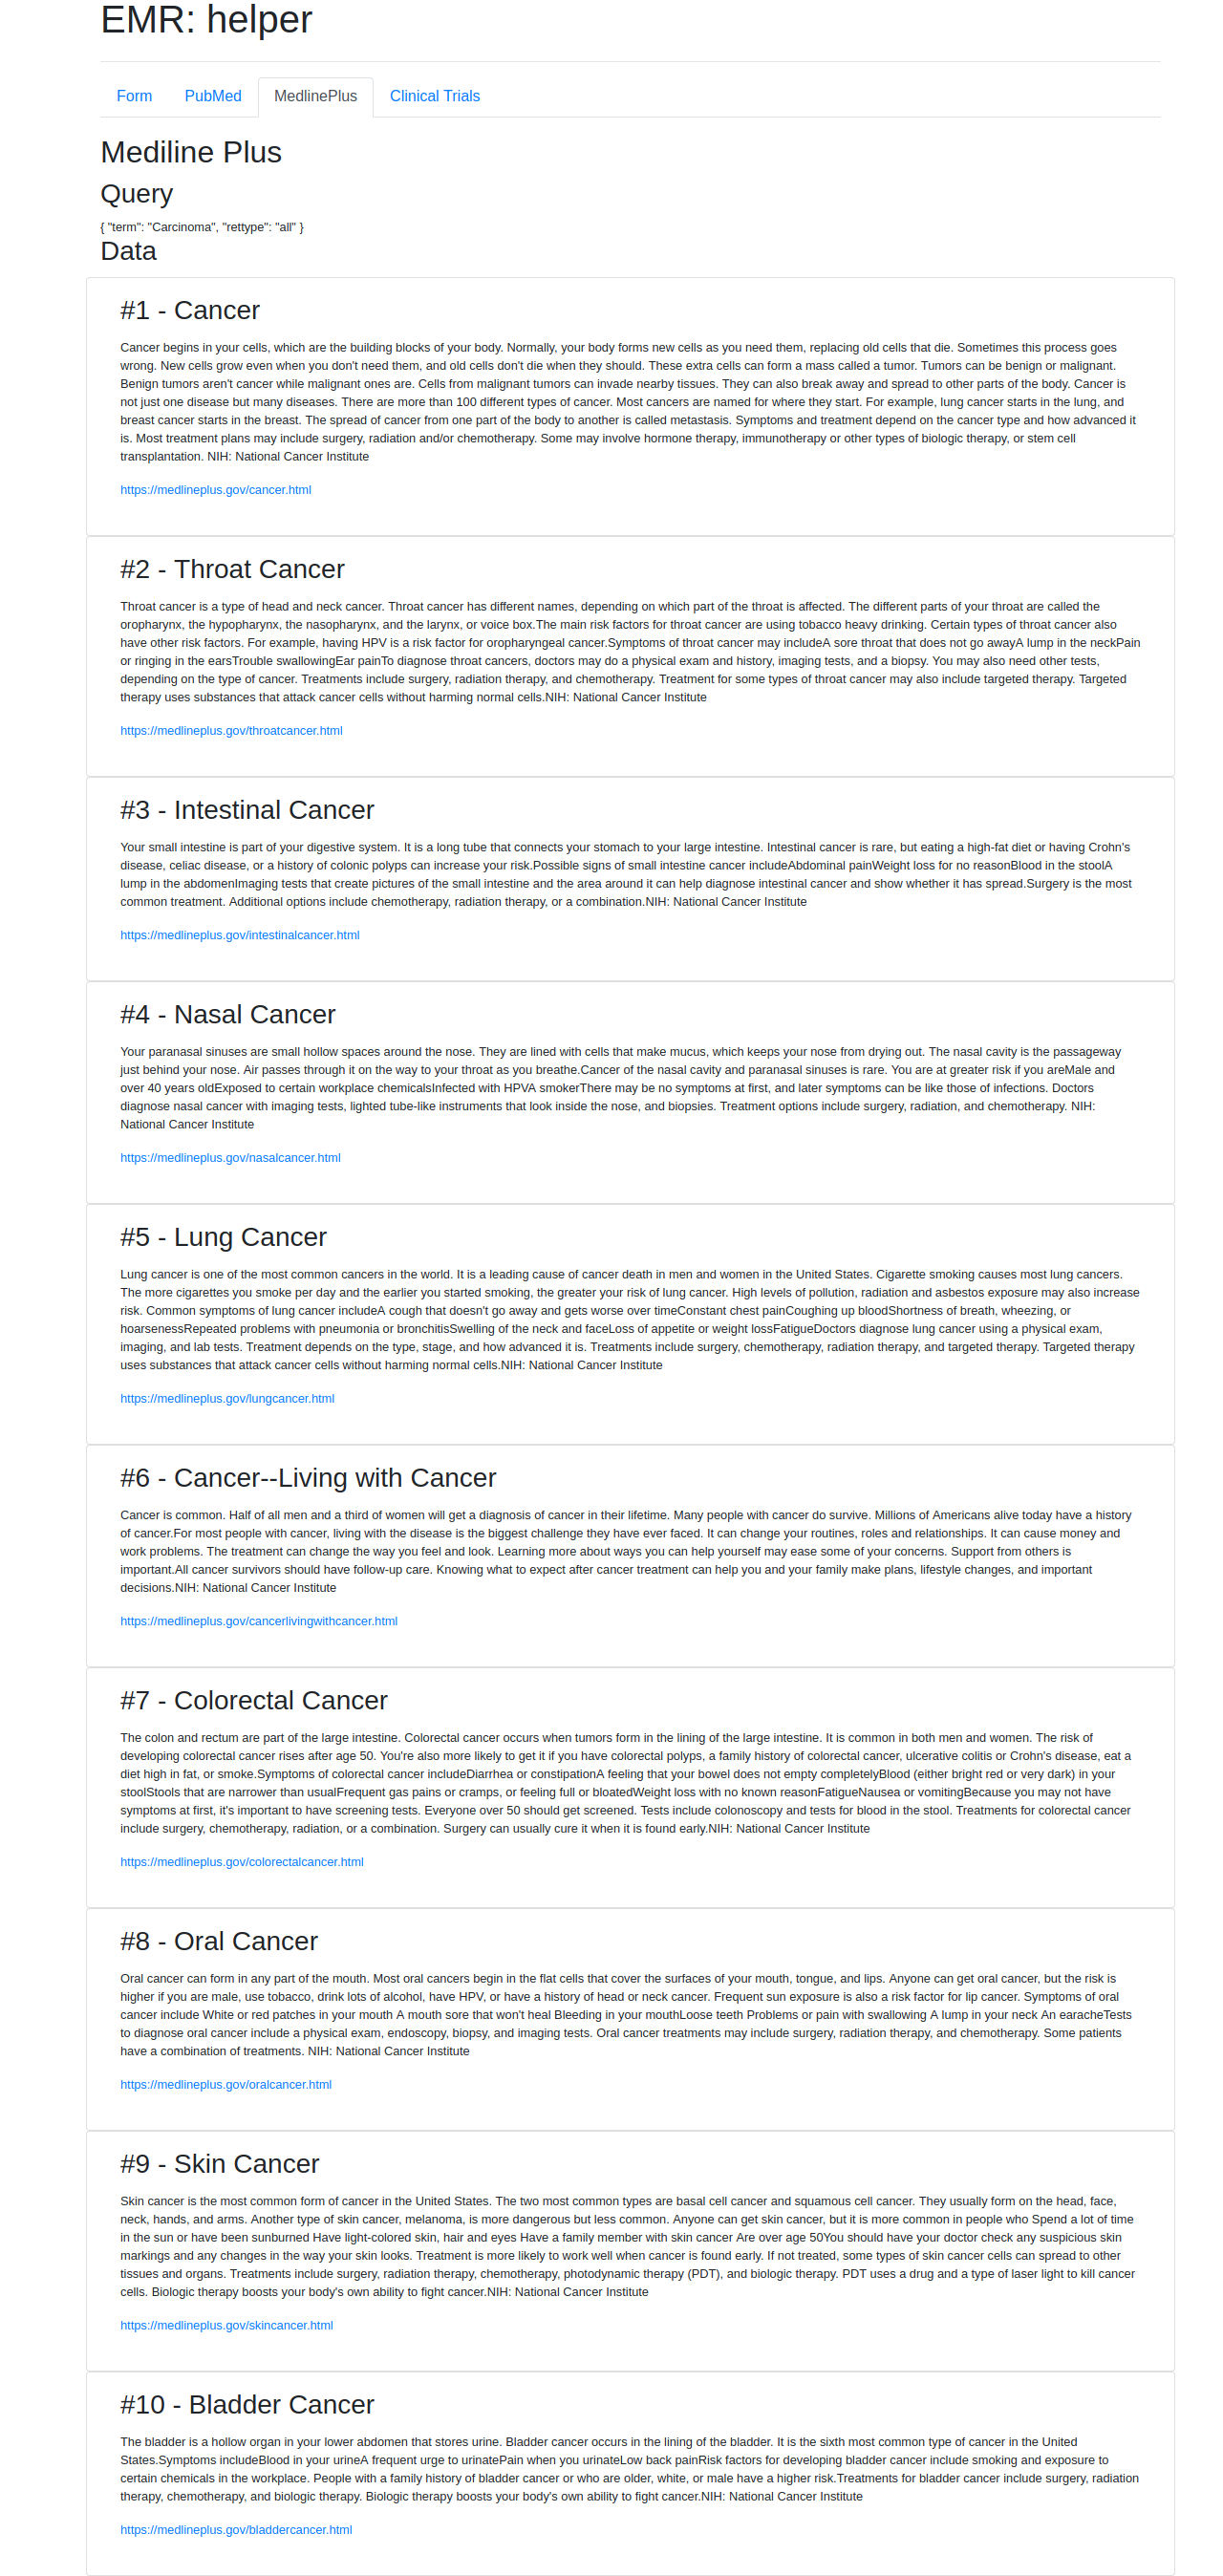 EMR: helper
Form PubMed MedlinePlus Clinical Trials
Mediline Plus
Query
{ "term": "Carcinoma", "rettype": "all" }
Data
#1 - Cancer
Cancer begins in your cells, which are the building blocks of your body. Normally, your body forms new cells as you need them, replacing old cells that die. Sometimes this process goes
wrong. New cells grow even when you don't need them, and old cells don't die when they should. These extra cells can form a mass called a tumor. Tumors can be benign or malignant.
Benign tumors aren't cancer while malignant ones are. Cells from malignant tumors can invade nearby tissues. They can also break away and spread to other parts of the body. Cancer is
not just one disease but many diseases. There are more than 100 different types of cancer. Most cancers are named for where they start. For example, lung cancer starts in the lung, and
breast cancer starts in the breast. The spread of cancer from one part of the body to another is called metastasis. Symptoms and treatment depend on the cancer type and how advanced it
is. Most treatment plans may include surgery, radiation and/or chemotherapy. Some may involve hormone therapy, immunotherapy or other types of biologic therapy, or stem cell
transplantation. NIH: National Cancer Institute
https://medlineplus.gov/cancer.html
#2 - Throat Cancer
Throat cancer is a type of head and neck cancer. Throat cancer has different names, depending on which part of the throat is affected. The different parts of your throat are called the
oropharynx, the hypopharynx, the nasopharynx, and the larynx, or voice box.The main risk factors for throat cancer are using tobacco heavy drinking. Certain types of throat cancer also
have other risk factors. For example, having HPV is a risk factor for oropharyngeal cancer.Symptoms of throat cancer may includeA sore throat that does not go awayA lump in the neckPain
or ringing in the earsTrouble swallowingEar painTo diagnose throat cancers, doctors may do a physical exam and history, imaging tests, and a biopsy. You may also need other tests,
depending on the type of cancer. Treatments include surgery, radiation therapy, and chemotherapy. Treatment for some types of throat cancer may also include targeted therapy. Targeted
therapy uses substances that attack cancer cells without harming normal cells.NIH: National Cancer Institute
https://medlineplus.gov/throatcancer.html
#3 - Intestinal Cancer
Your small intestine is part of your digestive system. It is a long tube that connects your stomach to your large intestine. Intestinal cancer is rare, but eating a high-fat diet or having Crohn's
disease, celiac disease, or a history of colonic polyps can increase your risk.Possible signs of small intestine cancer includeAbdominal painWeight loss for no reasonBlood in the stoolA
lump in the abdomenImaging tests that create pictures of the small intestine and the area around it can help diagnose intestinal cancer and show whether it has spread.Surgery is the most
common treatment. Additional options include chemotherapy, radiation therapy, or a combination.NIH: National Cancer Institute
https://medlineplus.gov/intestinalcancer.html
#4 - Nasal Cancer
Your paranasal sinuses are small hollow spaces around the nose. They are lined with cells that make mucus, which keeps your nose from drying out. The nasal cavity is the passageway
just behind your nose. Air passes through it on the way to your throat as you breathe.Cancer of the nasal cavity and paranasal sinuses is rare. You are at greater risk if you areMale and
over 40 years oldExposed to certain workplace chemicalsInfected with HPVA smokerThere may be no symptoms at first, and later symptoms can be like those of infections. Doctors
diagnose nasal cancer with imaging tests, lighted tube-like instruments that look inside the nose, and biopsies. Treatment options include surgery, radiation, and chemotherapy. NIH:
National Cancer Institute
https://medlineplus.gov/nasalcancer.html
#5 - Lung Cancer
Lung cancer is one of the most common cancers in the world. It is a leading cause of cancer death in men and women in the United States. Cigarette smoking causes most lung cancers.
The more cigarettes you smoke per day and the earlier you started smoking, the greater your risk of lung cancer. High levels of pollution, radiation and asbestos exposure may also increase
risk. Common symptoms of lung cancer includeA cough that doesn't go away and gets worse over timeConstant chest painCoughing up bloodShortness of breath, wheezing, or
hoarsenessRepeated problems with pneumonia or bronchitisSwelling of the neck and faceLoss of appetite or weight lossFatigueDoctors diagnose lung cancer using a physical exam,
imaging, and lab tests. Treatment depends on the type, stage, and how advanced it is. Treatments include surgery, chemotherapy, radiation therapy, and targeted therapy. Targeted therapy
uses substances that attack cancer cells without harming normal cells.NIH: National Cancer Institute
https://medlineplus.gov/lungcancer.html
#6 - Cancer--Living with Cancer
Cancer is common. Half of all men and a third of women will get a diagnosis of cancer in their lifetime. Many people with cancer do survive. Millions of Americans alive today have a history
of cancer.For most people with cancer, living with the disease is the biggest challenge they have ever faced. It can change your routines, roles and relationships. It can cause money and
work problems. The treatment can change the way you feel and look. Learning more about ways you can help yourself may ease some of your concerns. Support from others is
important.All cancer survivors should have follow-up care. Knowing what to expect after cancer treatment can help you and your family make plans, lifestyle changes, and important
decisions.NIH: National Cancer Institute
https://medlineplus.gov/cancerlivingwithcancer.html
#7 - Colorectal Cancer
The colon and rectum are part of the large intestine. Colorectal cancer occurs when tumors form in the lining of the large intestine. It is common in both men and women. The risk of
developing colorectal cancer rises after age 50. You're also more likely to get it if you have colorectal polyps, a family history of colorectal cancer, ulcerative colitis or Crohn's disease, eat a
diet high in fat, or smoke.Symptoms of colorectal cancer includeDiarrhea or constipationA feeling that your bowel does not empty completelyBlood (either bright red or very dark) in your
stoolStools that are narrower than usualFrequent gas pains or cramps, or feeling full or bloatedWeight loss with no known reasonFatigueNausea or vomitingBecause you may not have
symptoms at first, it's important to have screening tests. Everyone over 50 should get screened. Tests include colonoscopy and tests for blood in the stool. Treatments for colorectal cancer
include surgery, chemotherapy, radiation, or a combination. Surgery can usually cure it when it is found early.NIH: National Cancer Institute
https://medlineplus.gov/colorectalcancer.html
#8 - Oral Cancer
Oral cancer can form in any part of the mouth. Most oral cancers begin in the flat cells that cover the surfaces of your mouth, tongue, and lips. Anyone can get oral cancer, but the risk is
higher if you are male, use tobacco, drink lots of alcohol, have HPV, or have a history of head or neck cancer. Frequent sun exposure is also a risk factor for lip cancer. Symptoms of oral
cancer include White or red patches in your mouth A mouth sore that won't heal Bleeding in your mouthLoose teeth Problems or pain with swallowing A lump in your neck An earacheTests
to diagnose oral cancer include a physical exam, endoscopy, biopsy, and imaging tests. Oral cancer treatments may include surgery, radiation therapy, and chemotherapy. Some patients
have a combination of treatments. NIH: National Cancer Institute
https://medlineplus.gov/oralcancer.html
#9 - Skin Cancer
Skin cancer is the most common form of cancer in the United States. The two most common types are basal cell cancer and squamous cell cancer. They usually form on the head, face,
neck, hands, and arms. Another type of skin cancer, melanoma, is more dangerous but less common. Anyone can get skin cancer, but it is more common in people who Spend a lot of time
in the sun or have been sunburned Have light-colored skin, hair and eyes Have a family member with skin cancer Are over age 50You should have your doctor check any suspicious skin
markings and any changes in the way your skin looks. Treatment is more likely to work well when cancer is found early. If not treated, some types of skin cancer cells can spread to other
tissues and organs. Treatments include surgery, radiation therapy, chemotherapy, photodynamic therapy (PDT), and biologic therapy. PDT uses a drug and a type of laser light to kill cancer
cells. Biologic therapy boosts your body's own ability to fight cancer.NIH: National Cancer Institute
https://medlineplus.gov/skincancer.html
#10 - Bladder Cancer
The bladder is a hollow organ in your lower abdomen that stores urine. Bladder cancer occurs in the lining of the bladder. It is the sixth most common type of cancer in the United
States.Symptoms includeBlood in your urineA frequent urge to urinatePain when you urinateLow back painRisk factors for developing bladder cancer include smoking and exposure to
certain chemicals in the workplace. People with a family history of bladder cancer or who are older, white, or male have a higher risk.Treatments for bladder cancer include surgery, radiation
therapy, chemotherapy, and biologic therapy. Biologic therapy boosts your body's own ability to fight cancer.NIH: National Cancer Institute
https://medlineplus.gov/bladdercancer.html